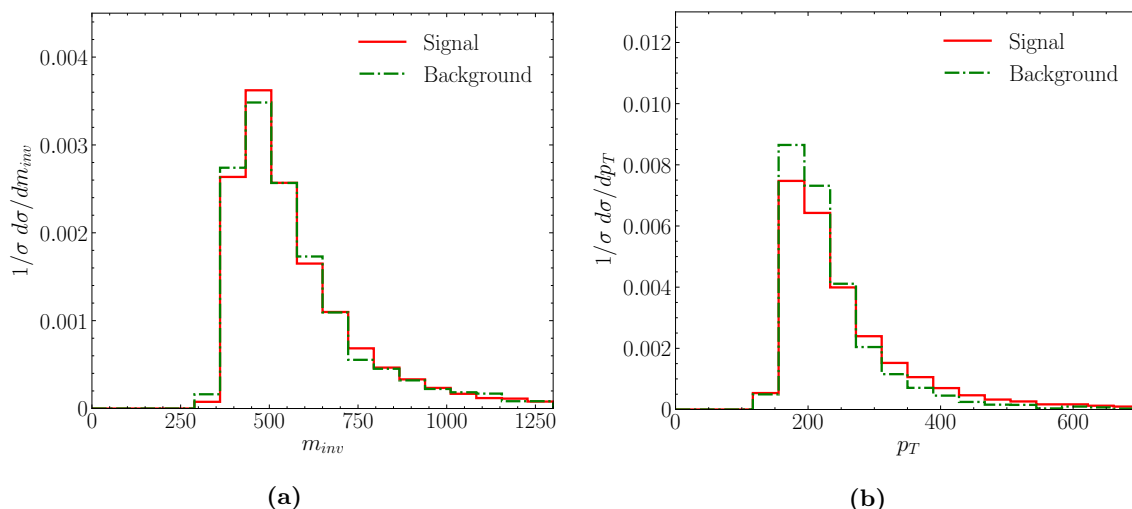 0.004
0.003
0.002
0.001
0
1/σ dσ/dm_inv
Signal
Background
0 250 500 750 1000 1250
m_inv
(a)
0.012
0.010
0.008
0.006
0.004
0.002
0
1/σ dσ/dp_T
Signal
Background
0 200 400 600
p_T
(b)